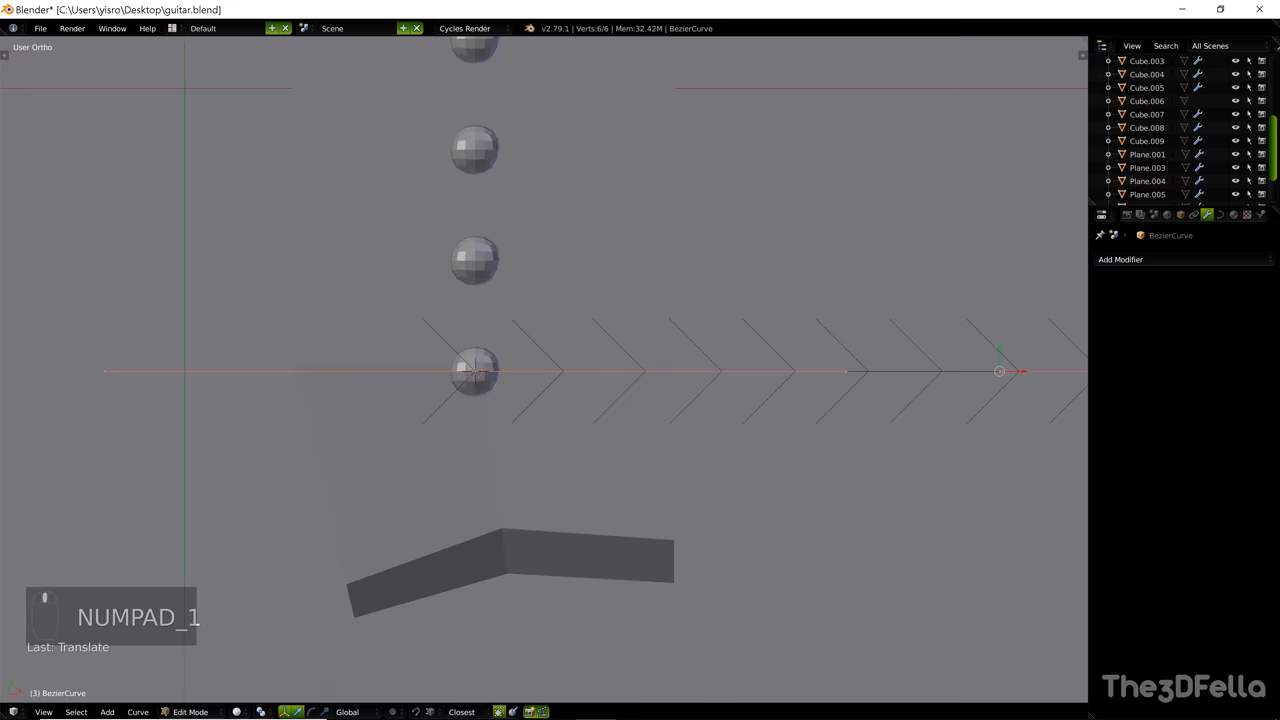 Blender* [C:\Users\yisro\Desktop\guitar.blend]
File Render Window Help Default Scene Cycles Render v2.79.1 | Verts:6/6 | Mem:32.42M | BezierCurve
User Ortho
View Search All Scenes
Cube.003
Cube.004
Cube.005
Cube.006
Cube.007
Cube.008
Cube.009
Plane.001
Plane.003
Plane.004
Plane.005
BezierCurve
Add Modifier
NUMPAD_1
Last: Translate
(3) BezierCurve
The3DFella
View Select Add Curve Edit Mode Global Closest